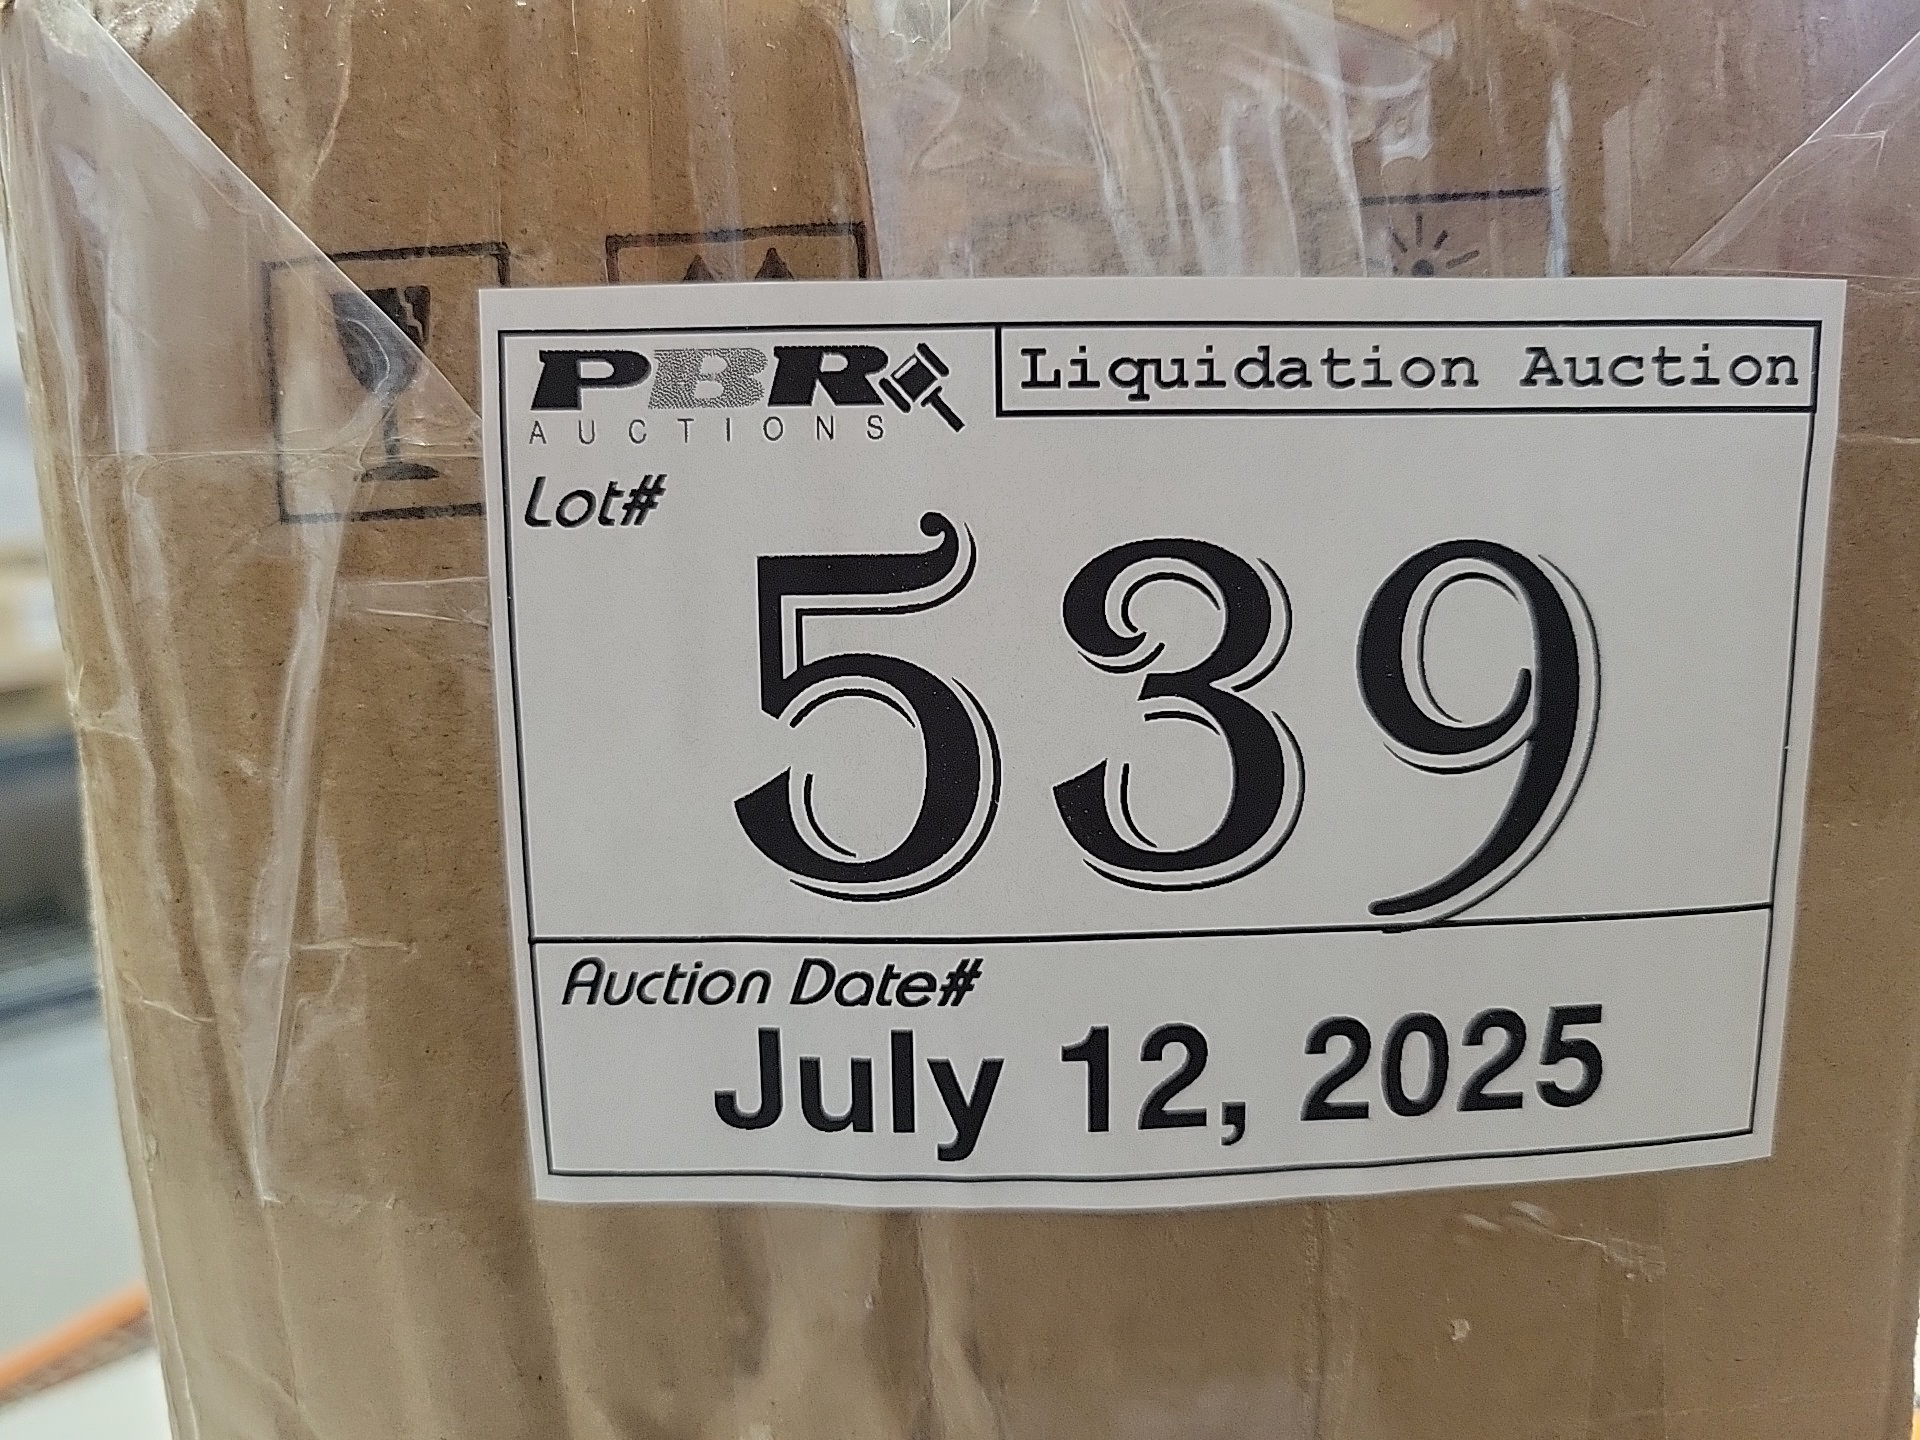 PBR
AUCTIONS
Liquidation Auction
Lot#
539
Auction Date#
July 12, 2025